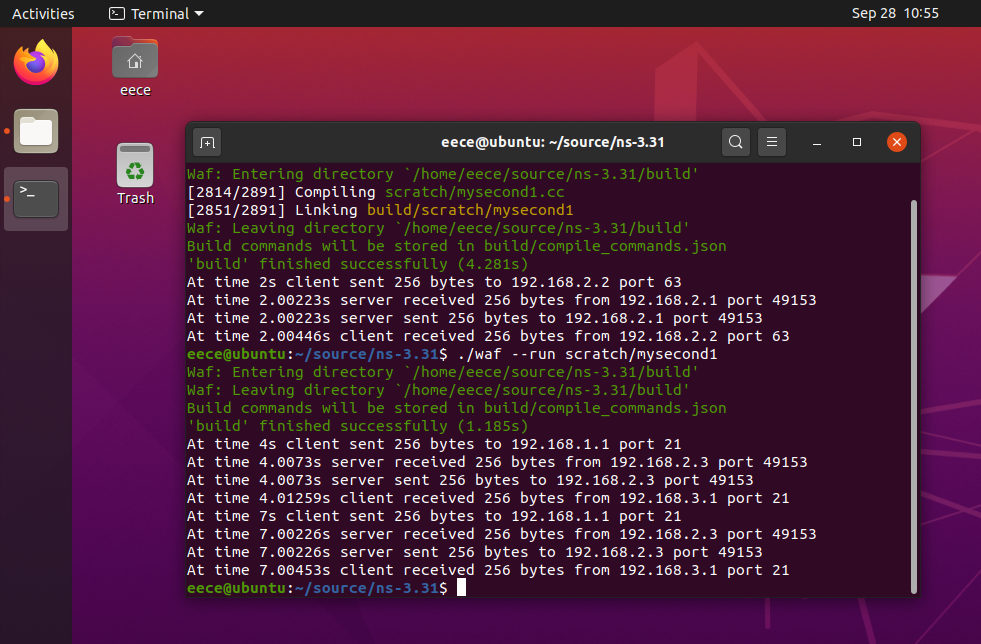 Activities
Terminal
Sep 28 10:55
eece
Trash
eece@ubuntu: ~/source/ns-3.31
Waf: Entering directory `/home/eece/source/ns-3.31/build'
[2814/2891] Compiling scratch/mysecond1.cc
[2851/2891] Linking build/scratch/mysecond1
Waf: Leaving directory `/home/eece/source/ns-3.31/build'
Build commands will be stored in build/compile_commands.json
'build' finished successfully (4.281s)
At time 2s client sent 256 bytes to 192.168.2.2 port 63
At time 2.00223s server received 256 bytes from 192.168.2.1 port 49153
At time 2.00223s server sent 256 bytes to 192.168.2.1 port 49153
At time 2.00446s client received 256 bytes from 192.168.2.2 port 63
eece@ubuntu:~/source/ns-3.31$ ./waf --run scratch/mysecond1
Waf: Entering directory `/home/eece/source/ns-3.31/build'
Waf: Leaving directory `/home/eece/source/ns-3.31/build'
Build commands will be stored in build/compile_commands.json
'build' finished successfully (1.185s)
At time 4s client sent 256 bytes to 192.168.1.1 port 21
At time 4.0073s server received 256 bytes from 192.168.2.3 port 49153
At time 4.0073s server sent 256 bytes to 192.168.2.3 port 49153
At time 4.01259s client received 256 bytes from 192.168.3.1 port 21
At time 7s client sent 256 bytes to 192.168.1.1 port 21
At time 7.00226s server received 256 bytes from 192.168.2.3 port 49153
At time 7.00226s server sent 256 bytes to 192.168.2.3 port 49153
At time 7.00453s client received 256 bytes from 192.168.3.1 port 21
eece@ubuntu:~/source/ns-3.31$